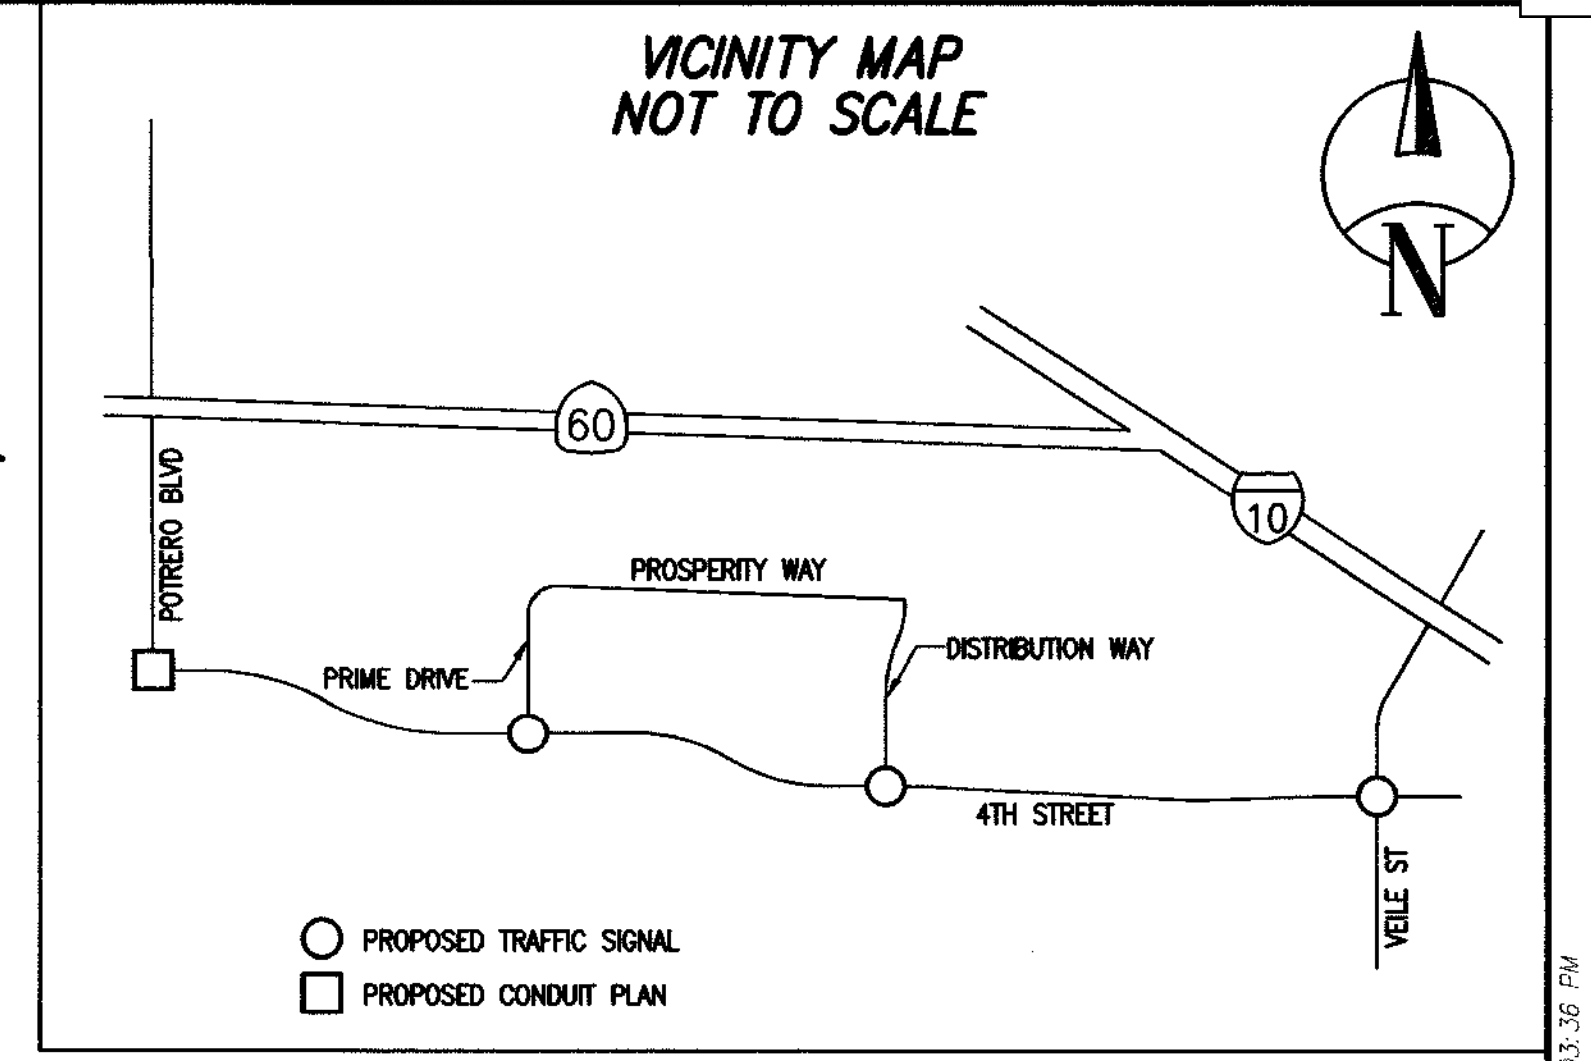 VICINITY MAP
NOT TO SCALE
N
60
10
POTRERO BLVD
PROSPERITY WAY
DISTRIBUTION WAY
PRIME DRIVE
4TH STREET
VEILE ST
PROPOSED TRAFFIC SIGNAL
PROPOSED CONDUIT PLAN
03:36 PM